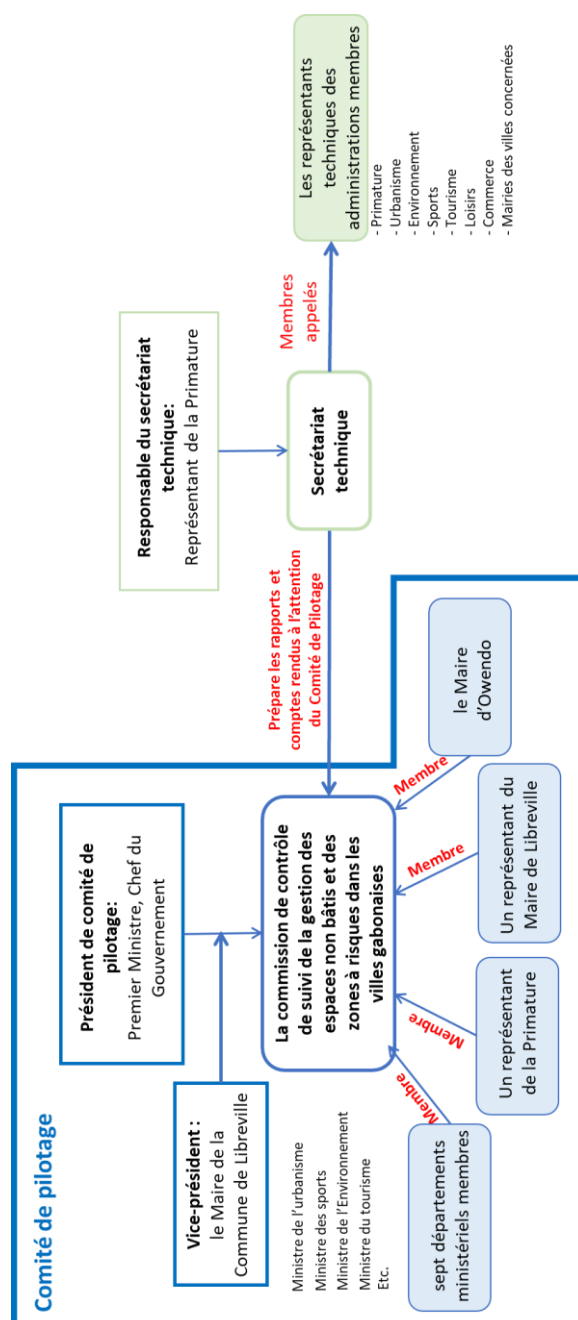 Comité de pilotage
Président de comité de
pilotage:
Premier Ministre, Chef du
Gouvernement
Vice-président :
le Maire de la
Commune de Libreville
La commission de contrôle
de suivi de la gestion des
espaces non bâtis et des
zones à risques dans les
villes gabonaises
Ministre de l'urbanisme
Ministre des sports
Ministre de l'Environnement
Ministre du tourisme
Etc.
Membre
Membre
Membre
Membre
sept départements
ministériels membres
Un représentant
de la Primature
Un représentant du
Maire de Libreville
le Maire
d'Owendo
Prépare les rapports et
comptes rendus à l'attention
du Comité de Pilotage
Responsable du secrétariat
technique:
Représentant de la Primature
Secrétariat
technique
Membres
appelés
Les représentants
techniques des
administrations membres
- Primature
- Urbanisme
- Environnement
- Sports
- Tourisme
- Loisirs
- Commerce
- Mairies des villes concernées